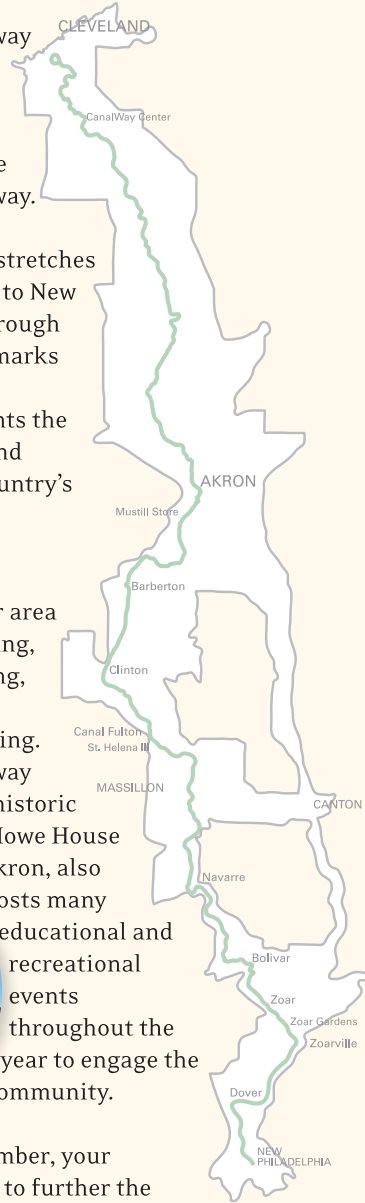 way
e
way.
stretches
to New
rough
marks
nts the
nd
untry's
r area
ing,
ng,
ing.
way
historic
Howe House
kron, also
osts many
educational and
recreational
events
throughout the
year to engage the
ommunity.
mber, your
to further the
CLEVELAND
CanalWay Center
AKRON
Mustill Store
Barberton
Clinton
Canal Fulton
St. Helena III
MASSILLON
CANTON
Navarre
Bolivar
Zoar
Zoar Gardens
Zoarville
Dover
NEW
PHILADELPHIA